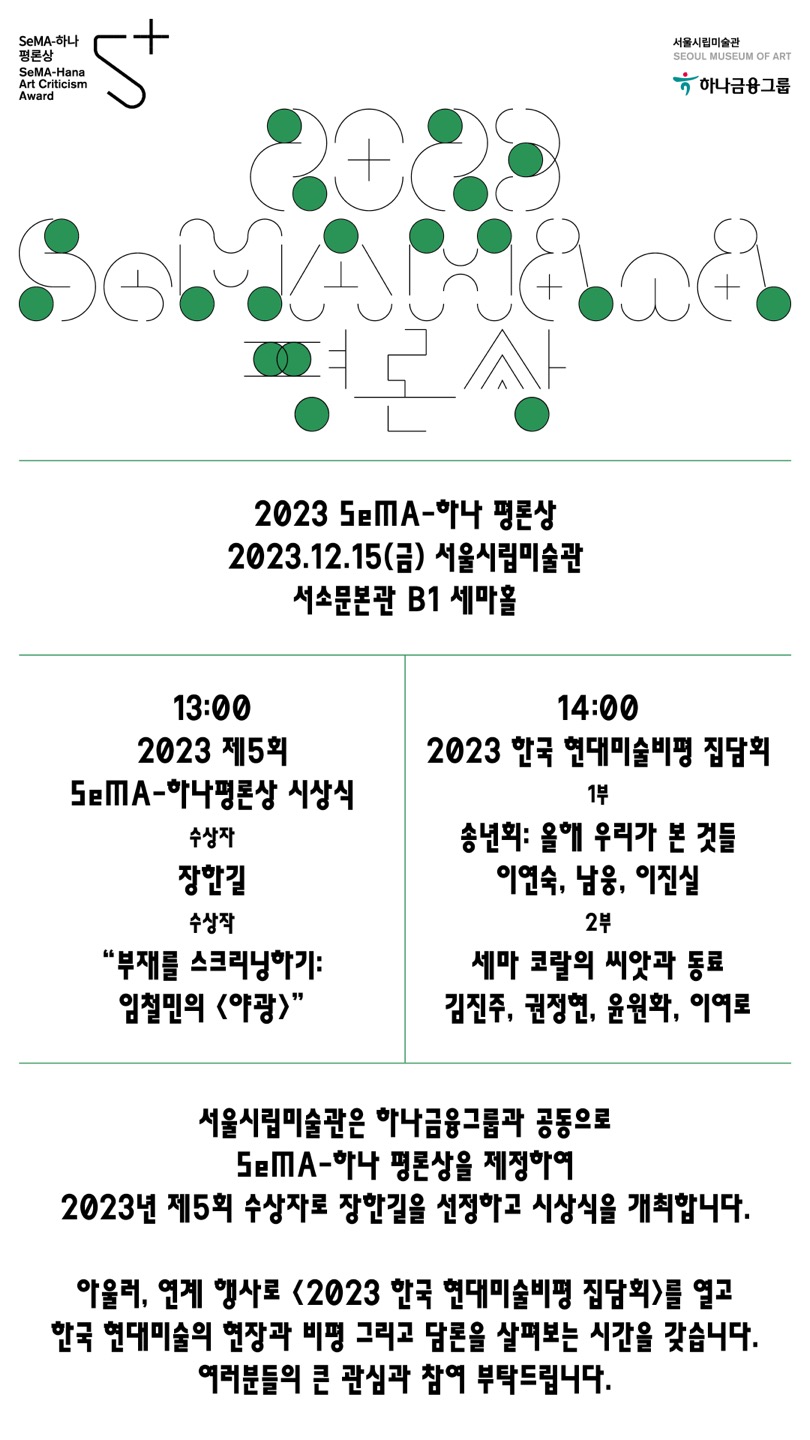 SeMA-하나
평론상
SeMA-Hana
Art Criticism
Award
S+
서울시립미술관
SEOUL MUSEUM OF ART
하나금융그룹
2023
SeMAHana
평론상
2023 SeMA-하나 평론상
2023.12.15(금) 서울시립미술관
서소문본관 B1 세마홀
13:00
2023 제5회
SeMA-하나평론상 시상식
수상자
장한길
수상작
“부재를 스크리닝하기:
임철민의 〈야광〉”
14:00
2023 한국 현대미술비평 집담회
1부
송년회: 올해 우리가 본 것들
이연숙, 남웅, 이진실
2부
세마 코랄의 씨앗과 동료
김진주, 권정현, 윤원화, 이여로
서울시립미술관은 하나금융그룹과 공동으로
SeMA-하나 평론상을 제정하여
2023년 제5회 수상자로 장한길을 선정하고 시상식을 개최합니다.
아울러, 연계 행사로 〈2023 한국 현대미술비평 집담회〉를 열고
한국 현대미술의 현장과 비평 그리고 담론을 살펴보는 시간을 갖습니다.
여러분들의 큰 관심과 참여 부탁드립니다.